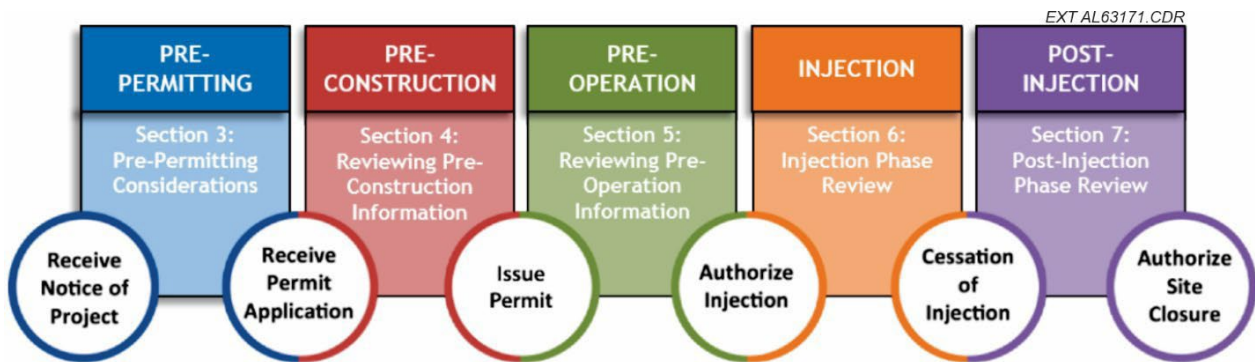 EXT AL63171.CDR
PRE-
PERMITTING
PRE-
CONSTRUCTION
PRE-
OPERATION
INJECTION
POST-
INJECTION
Section 3:
Pre-Permitting
Considerations
Section 4:
Reviewing Pre-
Construction
Information
Section 5:
Reviewing Pre-
Operation
Information
Section 6:
Injection Phase
Review
Section 7:
Post-Injection
Phase Review
Receive
Notice of
Project
Receive
Permit
Application
Issue
Permit
Authorize
Injection
Cessation
of
Injection
Authorize
Site
Closure